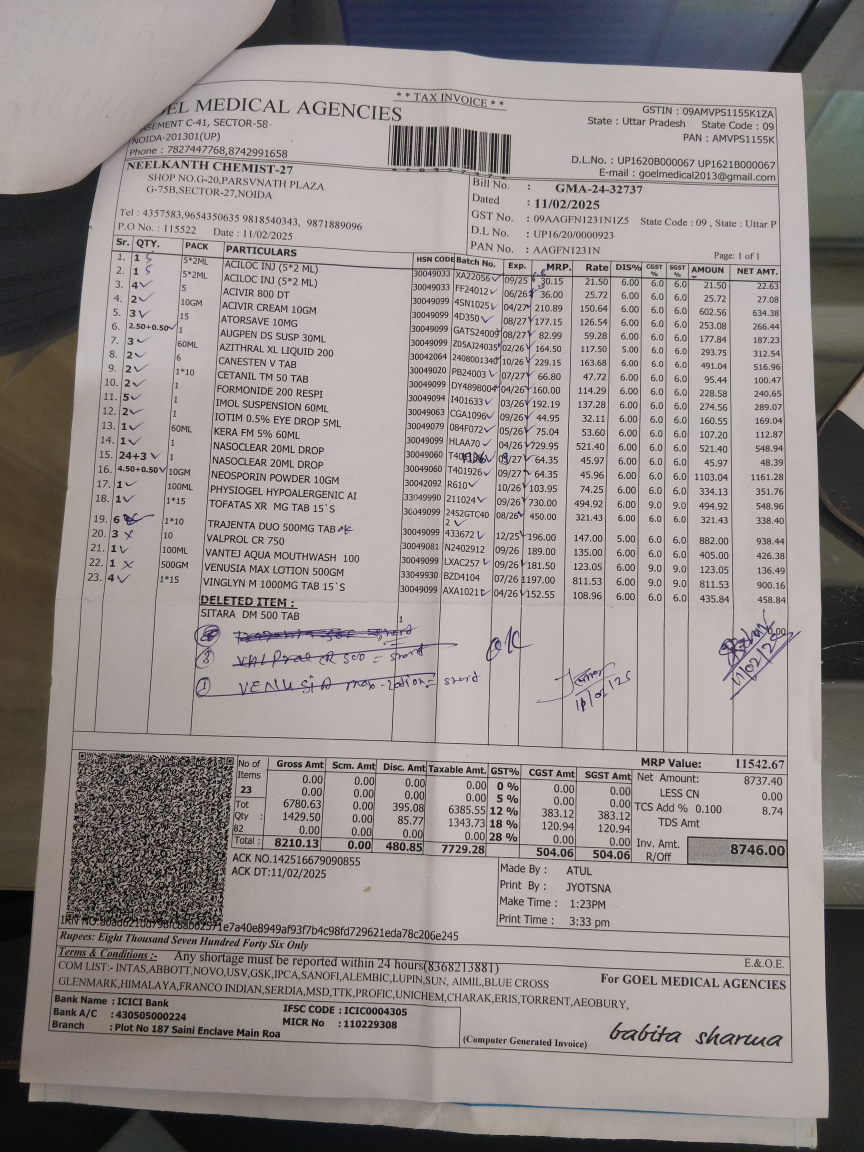 * * TAX INVOICE * *
OEL MEDICAL AGENCIES
ASEMENT C-41, SECTOR-58
NOIDA-201301(UP)
Phone : 7827447768,8742991658
GSTIN : 09AMVPS1155K1ZA
State : Uttar Pradesh State Code : 09
PAN : AMVPS1155K
D.L.No. : UP1620B000067 UP1621B000067
E-mail : goelmedical2013@gmail.com
NEELKANTH CHEMIST-27
SHOP NO.G-20,PARSVNATH PLAZA
G-75B,SECTOR-27,NOIDA
Tel : 4357583,9654350635 9818540343, 9871889096
P.O No. : 115522 Date : 11/02/2025
Bill No. : GMA-24-32737
Dated : 11/02/2025
GST No. : 09AAGFN1231N1Z5 State Code : 09 , State : Uttar P
D.L No. : UP16/20/0000923
PAN No. : AAGFN1231N
Page: 1 of 1
Sr. QTY. PACK PARTICULARS HSN CODE Batch No. Exp. MRP. Rate DIS% CGST % SGST % AMOUN NET AMT.
1. 1 5*2ML ACILOC INJ (5*2 ML) 30049033 XA22056 09/25 30.15 21.50 6.00 6.0 6.0 21.50 22.63
2. 1 5*2ML ACILOC INJ (5*2 ML) 30049033 FF24012 06/26 36.00 25.72 6.00 6.0 6.0 25.72 27.08
3. 4 5 ACIVIR 800 DT 30049099 4SN1025 04/27 210.89 150.64 6.00 6.0 6.0 602.56 634.38
4. 2 10GM ACIVIR CREAM 10GM 30049099 4D350 08/27 177.15 126.54 6.00 6.0 6.0 253.08 266.44
5. 3 15 ATORSAVE 10MG 30049099 GATS24009 08/27 82.99 59.28 6.00 6.0 6.0 177.84 187.23
6. 2.50+0.50 1 AUGPEN DS SUSP 30ML 30049099 Z05AJ24035 02/26 164.50 117.50 5.00 6.0 6.0 293.75 312.54
7. 3 60ML AZITHRAL XL LIQUID 200 30042064 2408001340 10/26 229.15 163.68 6.00 6.0 6.0 491.04 516.96
8. 2 6 CANESTEN V TAB 30049020 PB24003 07/27 66.80 47.72 6.00 6.0 6.0 95.44 100.47
9. 2 1*10 CETANIL TM 50 TAB 30049099 DY4898004 04/26 160.00 114.29 6.00 6.0 6.0 228.58 240.65
10. 2 1 FORMONIDE 200 RESPI 30049094 I401633 03/26 192.19 137.28 6.00 6.0 6.0 274.56 289.07
11. 5 1 IMOL SUSPENSION 60ML 30049063 CGA1096 09/26 44.95 32.11 6.00 6.0 6.0 160.55 169.04
12. 2 1 IOTIM 0.5% EYE DROP 5ML 30049079 084F072 05/26 75.04 53.60 6.00 6.0 6.0 107.20 112.87
13. 1 60ML KERA FM 5% 60ML 30049099 HLAA70 04/26 729.95 521.40 6.00 6.0 6.0 521.40 548.94
14. 1 1 NASOCLEAR 20ML DROP 30049060 09/27 64.35 45.97 6.00 6.0 6.0 45.97 48.39
15. 24+3 1 NASOCLEAR 20ML DROP 30049060 T401926 09/27 64.35 45.96 6.00 6.0 6.0 1103.04 1161.28
16. 4.50+0.50 10GM NEOSPORIN POWDER 10GM 30042092 R610 10/26 103.95 74.25 6.00 6.0 6.0 334.13 351.76
17. 1 100ML PHYSIOGEL HYPOALERGENIC AI 33049990 211024 09/26 730.00 494.92 6.00 9.0 9.0 494.92 548.96
18. 1 1*15 TOFATAS XR MG TAB 15`S 30049099 24S2GTC402 08/26 450.00 321.43 6.00 6.0 6.0 321.43 338.40
19. 6 1*10 TRAJENTA DUO 500MG TAB ok 30049099 433672 12/25 196.00 147.00 5.00 6.0 6.0 882.00 938.44
20. 3 10 VALPROL CR 750 30049081 N2402912 09/26 189.00 135.00 6.00 6.0 6.0 405.00 426.38
21. 1 100ML VANTEJ AQUA MOUTHWASH 100 30049099 LXAC257 09/26 181.50 123.05 6.00 9.0 9.0 123.05 136.49
22. 1 500GM VENUSIA MAX LOTION 500GM 33049930 BZD4104 07/26 1197.00 811.53 6.00 9.0 9.0 811.53 900.16
23. 4 1*15 VINGLYN M 1000MG TAB 15`S 30049099 AXA1021 04/26 152.55 108.96 6.00 6.0 6.0 435.84 458.84
DELETED ITEM :
SITARA DM 500 TAB 1 0.00
③ CR 500 = short
① VENUSIA max-lotion = short
OK
11/02/25
11/02/25
No of Items 23 Tot Qty : 82
Gross Amt Scm. Amt Disc. Amt Taxable Amt. GST% CGST Amt SGST Amt
0.00 0.00 0.00 0.00 0 % 0.00 0.00
0.00 0.00 0.00 0.00 5 % 0.00 0.00
6780.63 0.00 395.08 6385.55 12 % 383.12 383.12
1429.50 0.00 85.77 1343.73 18 % 120.94 120.94
0.00 0.00 0.00 0.00 28 % 0.00 0.00
Total : 8210.13 0.00 480.85 7729.28 504.06 504.06
MRP Value: 11542.67
Net Amount: 8737.40
LESS CN 0.00
TCS Add % 0.100 8.74
TDS Amt
Inv. Amt. R/Off 8746.00
ACK NO.142516679090855
ACK DT:11/02/2025
Made By : ATUL
Print By : JYOTSNA
Make Time : 1:23PM
Print Time : 3:33 pm
Rupees: Eight Thousand Seven Hundred Forty Six Only
E.& O.E.
Terms & Conditions :- Any shortage must be reported within 24 hours(8368213881)
COM LIST:- INTAS,ABBOTT,NOVO,USV,GSK,IPCA,SANOFI,ALEMBIC,LUPIN,SUN, AIMIL,BLUE CROSS
GLENMARK,HIMALAYA,FRANCO INDIAN,SERDIA,MSD,TTK,PROFIC,UNICHEM,CHARAK,ERIS,TORRENT,AEOBURY,
For GOEL MEDICAL AGENCIES
Bank Name : ICICI Bank
Bank A/C : 430505000224
Branch : Plot No 187 Saini Enclave Main Roa
IFSC CODE : ICIC0004305
MICR No : 110229308
(Computer Generated Invoice)
babita sharma